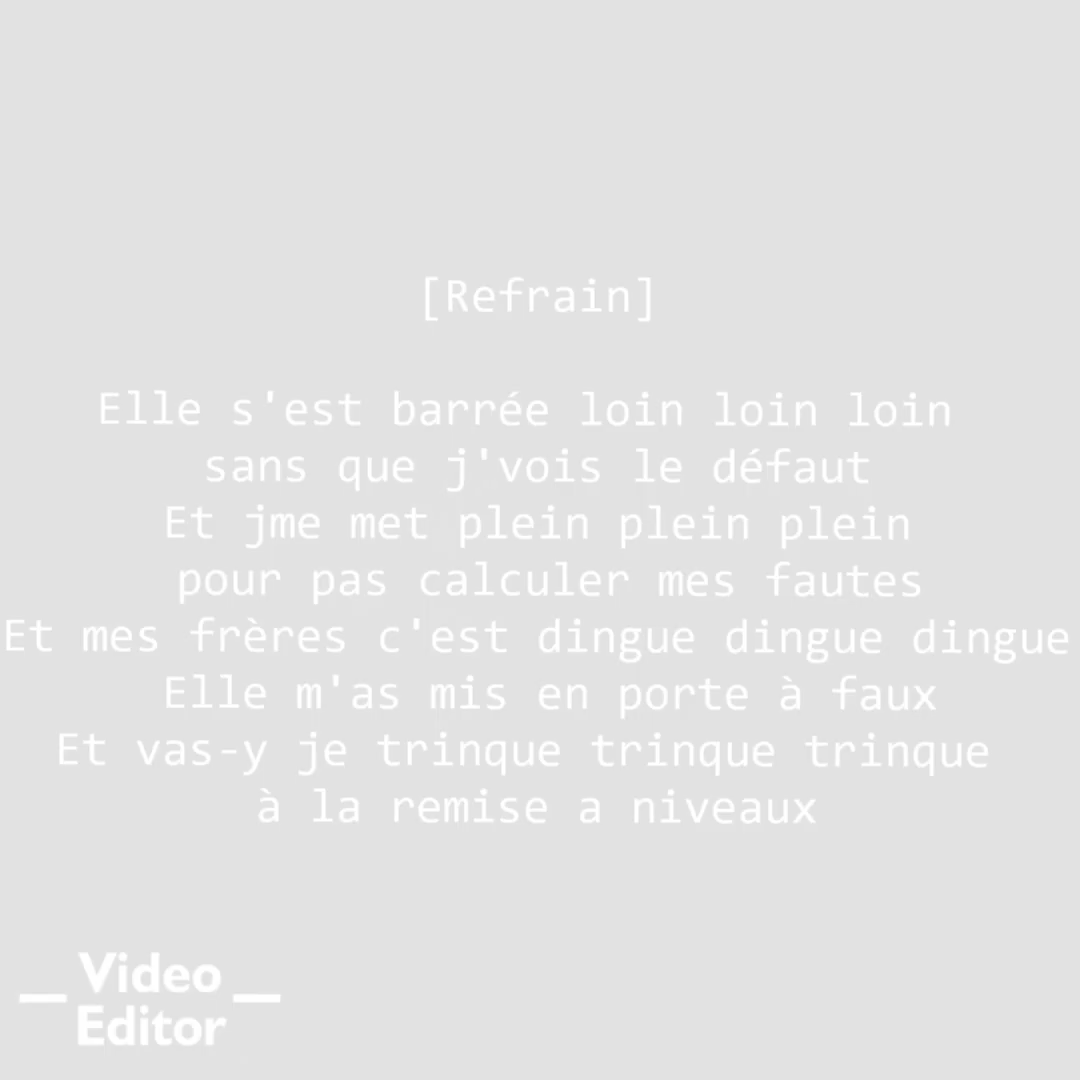 [Refrain]
Elle s'est barrée loin loin loin
sans que j'vois le défaut
Et jme met plein plein plein
pour pas calculer mes fautes
Et mes frères c'est dingue dingue dingue
Elle m'as mis en porte à faux
Et vas-y je trinque trinque trinque
à la remise a niveaux
Video
Editor